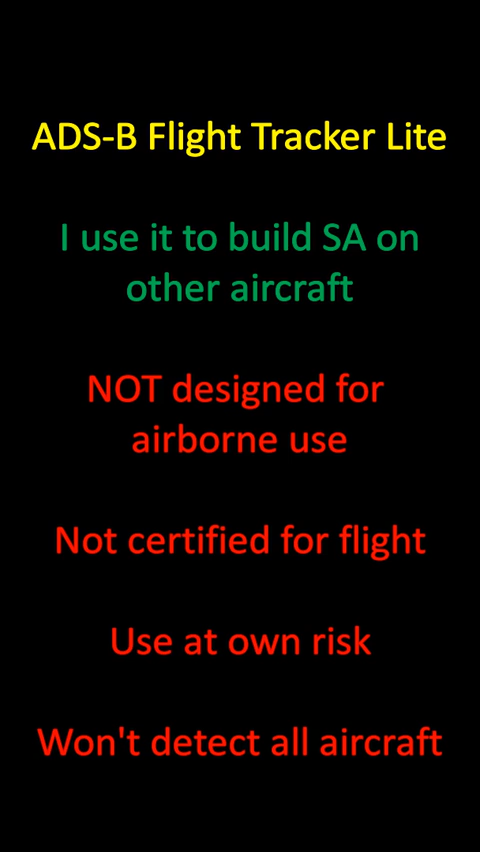 ADS-B Flight Tracker Lite
I use it to build SA on
other aircraft
NOT designed for
airborne use
Not certified for flight
Use at own risk
Won't detect all aircraft